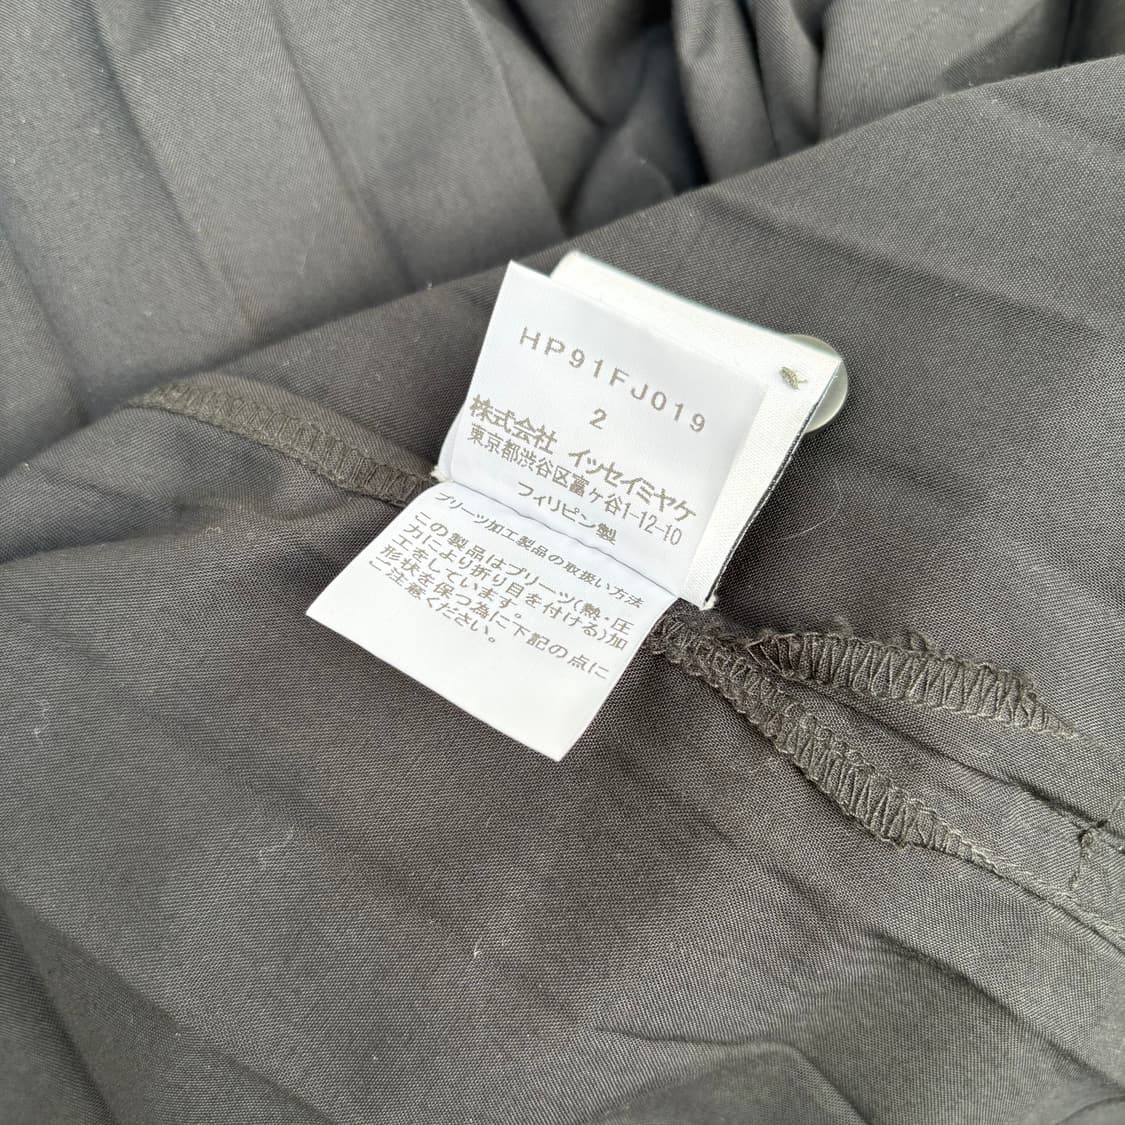 HP91FJ019
2
株式会社 イッセイミヤケ
東京都渋谷区富ヶ谷1-12-10
フィリピン製
プリーツ加工製品の取扱い方法
この製品はプリーツ(熱・圧
力により折り目を付ける)加
工をしています。
形状を保つ為に下記の点に
ご注意ください。